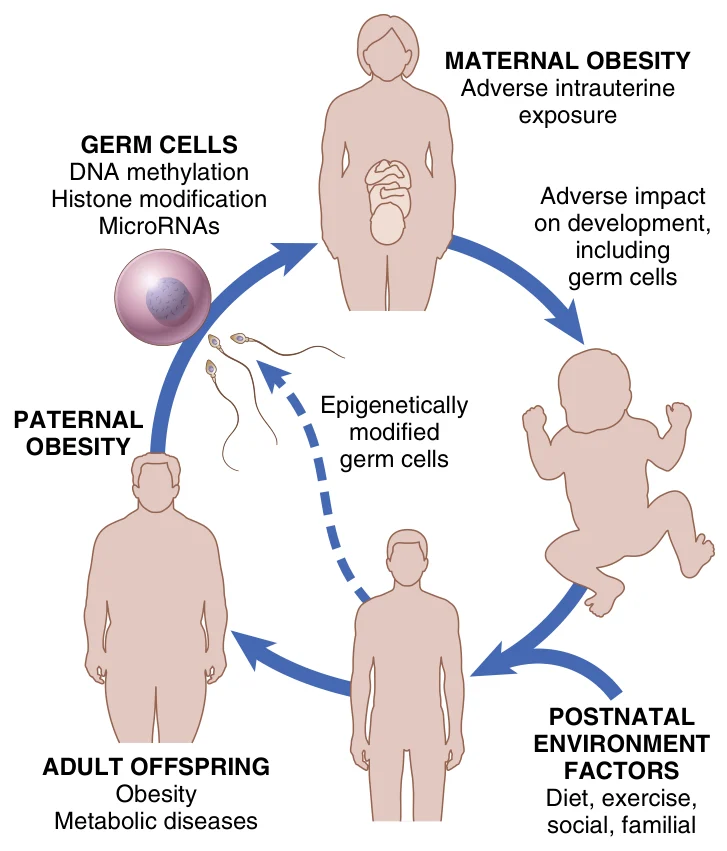 MATERNAL OBESITY
Adverse intrauterine
exposure
GERM CELLS
DNA methylation
Histone modification
MicroRNAs
Adverse impact
on development,
including
germ cells
PATERNAL
OBESITY
Epigenetically
modified
germ cells
POSTNATAL
ENVIRONMENT
FACTORS
Diet, exercise,
social, familial
ADULT OFFSPRING
Obesity
Metabolic diseases